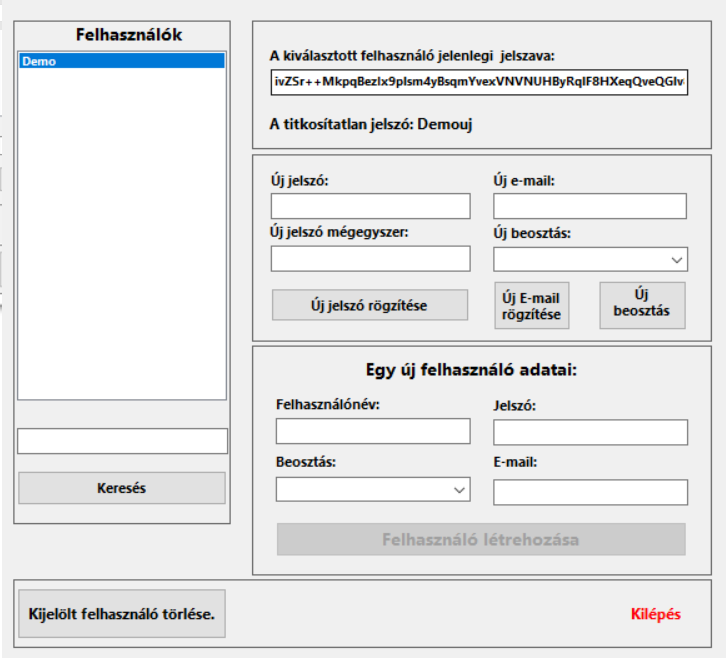 Felhasználók
Demo
Keresés
A kiválasztott felhasználó jelenlegi jelszava:
A titkosítatlan jelszó: Demouj
Új jelszó:
Új e-mail:
Új jelszó mégegyszer:
Új beosztás:
Új jelszó rögzítése
Új E-mail
rögzítése
Új
beosztás
Egy új felhasználó adatai:
Felhasználónév:
Jelszó:
Beosztás:
E-mail:
Felhasználó létrehozása
Kijelölt felhasználó törlése.
Kilépés